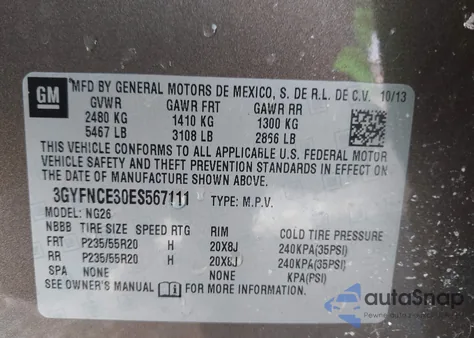 GM
MFD BY GENERAL MOTORS DE MEXICO, S. DE R.L. DE C.V. 10/13
GVWR GAWR FRT GAWR RR
2480 KG 1410 KG 1300 KG
5467 LB 3108 LB 2866 LB
THIS VEHICLE CONFORMS TO ALL APPLICABLE U.S. FEDERAL MOTOR
VEHICLE SAFETY AND THEFT PREVENTION STANDARDS IN EFFECT ON
THE DATE OF MANUFACTURE SHOWN ABOVE.
3GYFNCE30ES567111 TYPE: M.P.V.
MODEL: NG26
NBBB TIRE SIZE SPEED RTG RIM COLD TIRE PRESSURE
FRT P235/55R20 H 20X8J 240KPA(35PSI)
RR P235/55R20 H 20X8J 240KPA(35PSI)
SPA NONE NONE KPA(PSI)
SEE OWNER'S MANUAL FOR MORE INFORMATION.
autoSnap